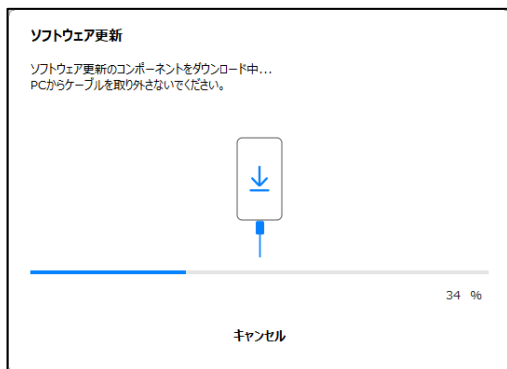 ソフトウェア更新
ソフトウェア更新のコンポーネントをダウンロード中...
PCからケーブルを取り外さないでください。
34 %
キャンセル